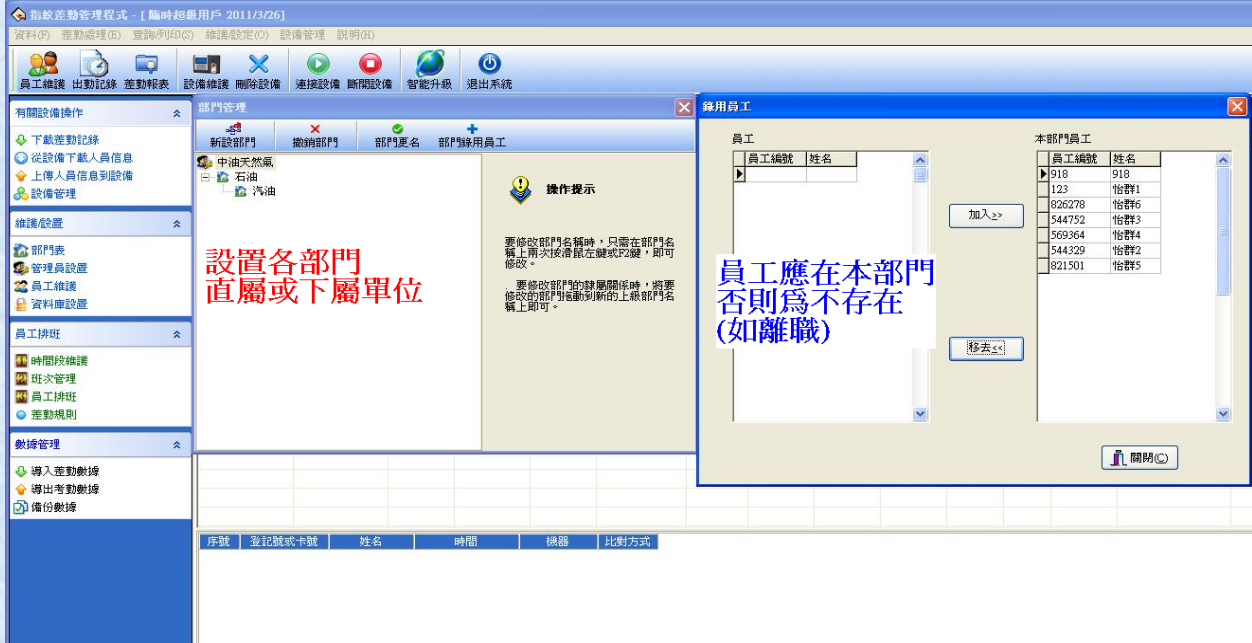 指紋差勤管理程式 - [ 臨時超級用戶 2011/3/26]
資料(F) 差勤處理(E) 查詢/列印(S) 維護/設定(O) 設備管理 說明(H)
員工維護 出勤記錄 差勤報表 設備維護 刪除設備 連接設備 斷開設備 智能升級 退出系統
有關設備操作
下載差勤記錄
從設備下載人員信息
上傳人員信息到設備
設備管理
維護/設置
部門表
管理員設置
員工維護
資料庫設置
員工排班
時間段維護
班次管理
員工排班
差勤規則
數據管理
導入差勤數據
導出考勤數據
備份數據
部門管理
新設部門 撤銷部門 部門更名 部門錄用員工
中油天然氣
石油
汽油
設置各部門
直屬或下屬單位
操作提示
要修改部門名稱時，只需在部門名
稱上兩次按滑鼠左鍵或F2鍵，即可
修改。
. 要修改部門的隸屬關係時，將要
修改的部門拖動到新的上級部門名
稱上即可。
錄用員工
員工
員工編號 姓名
員工應在本部門
否則爲不存在
(如離職)
加入>>
移去<<
本部門員工
員工編號 姓名
918 918
123 怡群1
826278 怡群6
544752 怡群3
569364 怡群4
544329 怡群2
821501 怡群5
關閉(C)
序號 登記號或卡號 姓名 時間 機器 比對方式